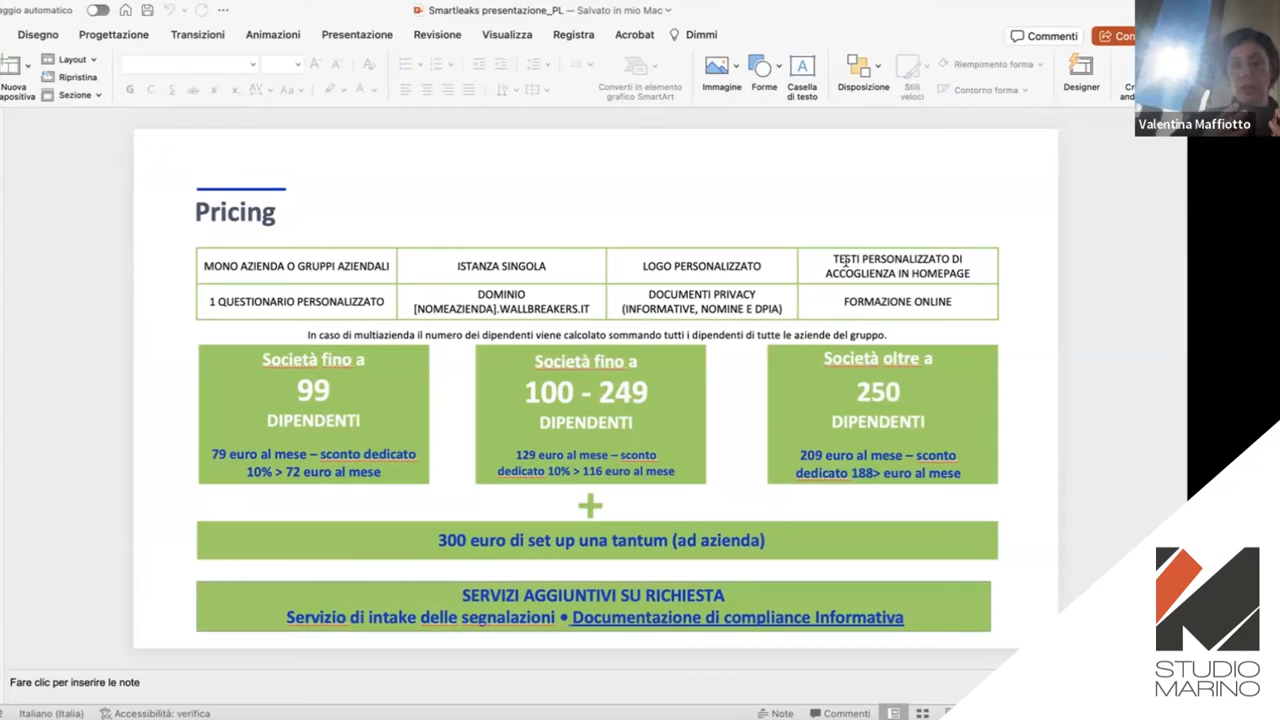 ggio automatico
Smartleaks presentazione_PL — Salvato in mio Mac
Disegno
Progettazione
Transizioni
Animazioni
Presentazione
Revisione
Visualizza
Registra
Acrobat
Dimmi
Commenti
Con
Nuova
apositiva
Layout
Ripristina
Sezione
Converti in elemento
grafico SmartArt
Immagine
Forme
Casella
di testo
Disposizione
Stili
veloci
Riempimento forma
Contorno forma
Designer
Valentina Maffiotto
Pricing
MONO AZIENDA O GRUPPI AZIENDALI
ISTANZA SINGOLA
LOGO PERSONALIZZATO
TESTI PERSONALIZZATO DI
ACCOGLIENZA IN HOMEPAGE
1 QUESTIONARIO PERSONALIZZATO
DOMINIO
[NOMEAZIENDA].WALLBREAKERS.IT
DOCUMENTI PRIVACY
(INFORMATIVE, NOMINE E DPIA)
FORMAZIONE ONLINE
In caso di multiazienda il numero dei dipendenti viene calcolato sommando tutti i dipendenti di tutte le aziende del gruppo.
Società fino a
99
DIPENDENTI
79 euro al mese – sconto dedicato
10% > 72 euro al mese
Società fino a
100 - 249
DIPENDENTI
129 euro al mese – sconto
dedicato 10% > 116 euro al mese
Società oltre a
250
DIPENDENTI
209 euro al mese – sconto
dedicato 188> euro al mese
+
300 euro di set up una tantum (ad azienda)
SERVIZI AGGIUNTIVI SU RICHIESTA
Servizio di intake delle segnalazioni • Documentazione di compliance Informativa
Fare clic per inserire le note
Italiano (Italia)
Accessibilità: verifica
Note
Commenti
STUDIO
MARINO